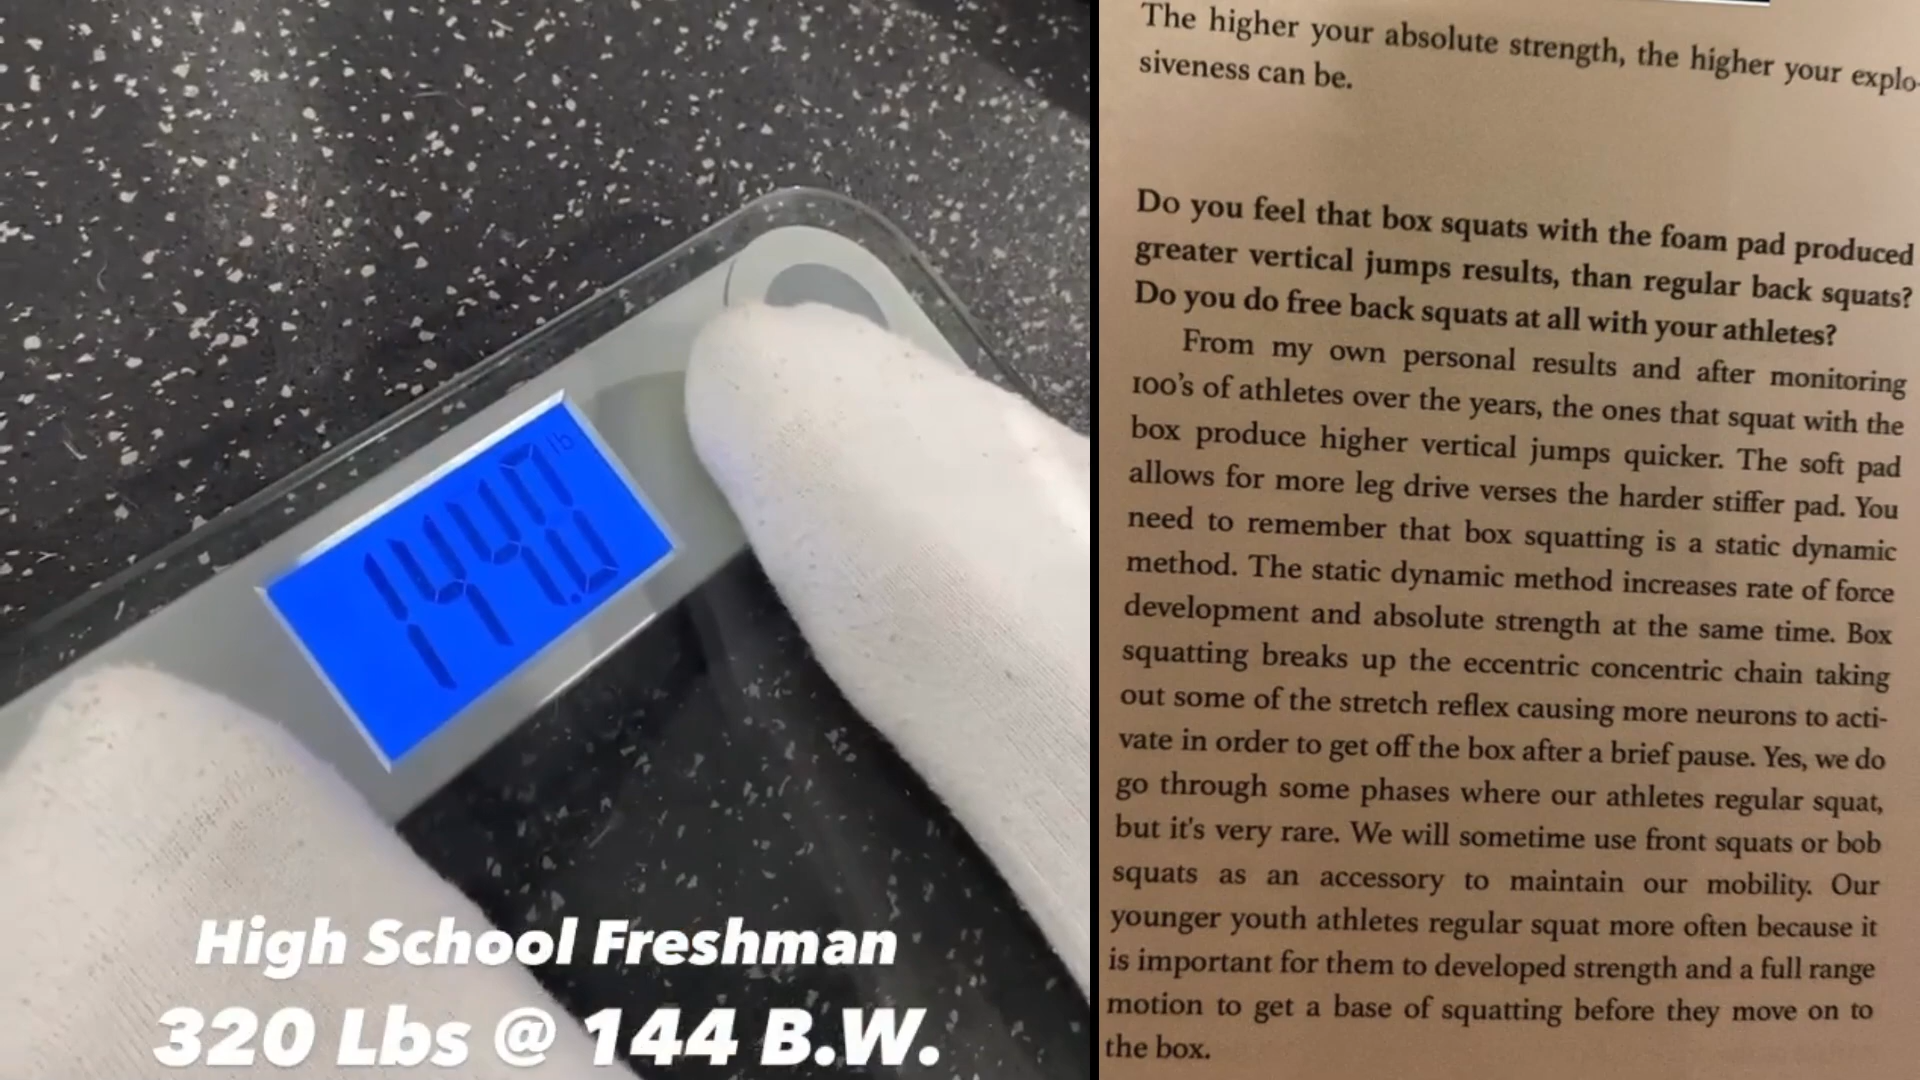 144.0 lb
High School Freshman
320 Lbs @ 144 B.W.
The higher your absolute strength, the higher your explo-
siveness can be.
Do you feel that box squats with the foam pad produced
greater vertical jumps results, than regular back squats?
Do you do free back squats at all with your athletes?
From my own personal results and after monitoring
100's of athletes over the years, the ones that squat with the
box produce higher vertical jumps quicker. The soft pad
allows for more leg drive verses the harder stiffer pad. You
need to remember that box squatting is a static dynamic
method. The static dynamic method increases rate of force
development and absolute strength at the same time. Box
squatting breaks up the eccentric concentric chain taking
out some of the stretch reflex causing more neurons to acti-
vate in order to get off the box after a brief pause. Yes, we do
go through some phases where our athletes regular squat,
but it's very rare. We will sometime use front squats or bob
squats as an accessory to maintain our mobility. Our
younger youth athletes regular squat more often because it
is important for them to developed strength and a full range
motion to get a base of squatting before they move on to
the box.